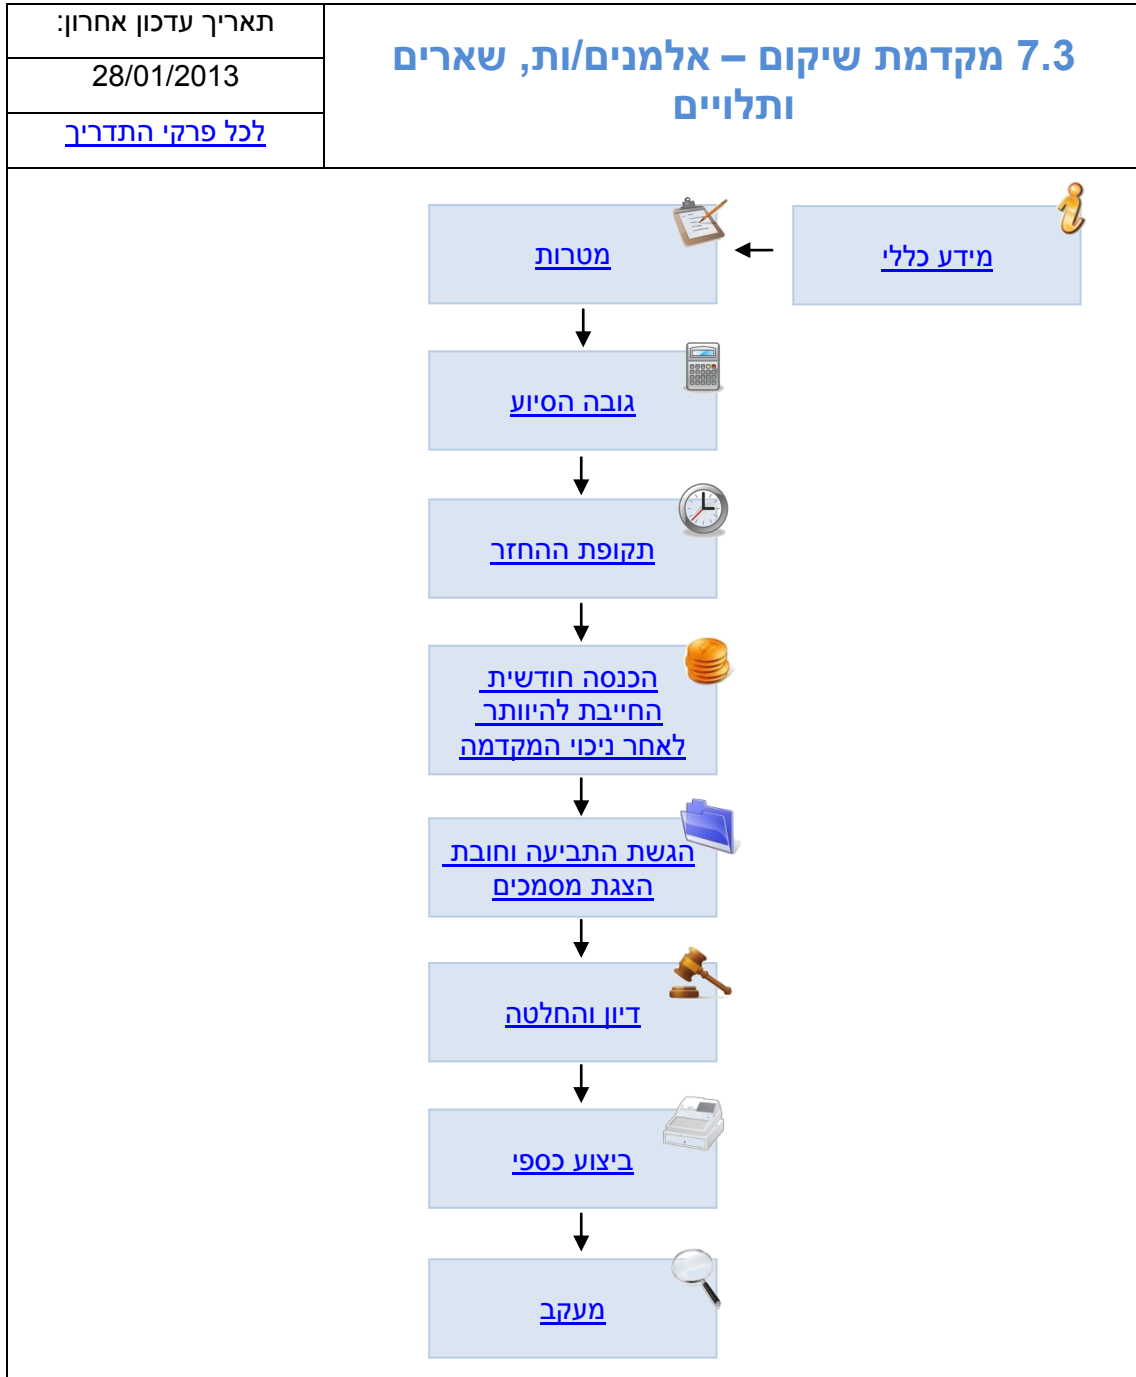 7.3 מקדמת שיקום – אלמנים/ות, שארים
ותלויים
תאריך עדכון אחרון:
28/01/2013
לכל פרקי התדריך
מידע כללי
מטרות
גובה הסיוע
תקופת ההחזר
הכנסה חודשית
החייבת להיוותר
לאחר ניכוי המקדמה
הגשת התביעה וחובת
הצגת מסמכים
דיון והחלטה
ביצוע כספי
מעקב